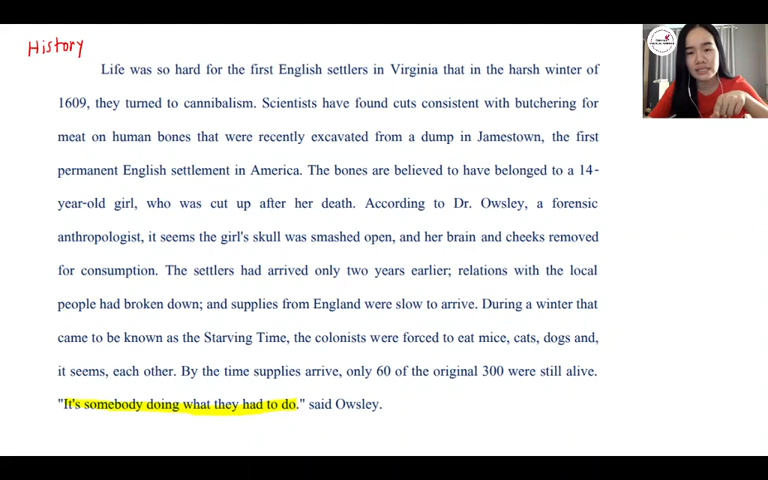 History
Life was so hard for the first English settlers in Virginia that in the harsh winter of
1609, they turned to cannibalism. Scientists have found cuts consistent with butchering for
meat on human bones that were recently excavated from a dump in Jamestown, the first
permanent English settlement in America. The bones are believed to have belonged to a 14-
year-old girl, who was cut up after her death. According to Dr. Owsley, a forensic
anthropologist, it seems the girl's skull was smashed open, and her brain and cheeks removed
for consumption. The settlers had arrived only two years earlier; relations with the local
people had broken down; and supplies from England were slow to arrive. During a winter that
came to be known as the Starving Time, the colonists were forced to eat mice, cats, dogs and,
it seems, each other. By the time supplies arrive, only 60 of the original 300 were still alive.
"It's somebody doing what they had to do." said Owsley.